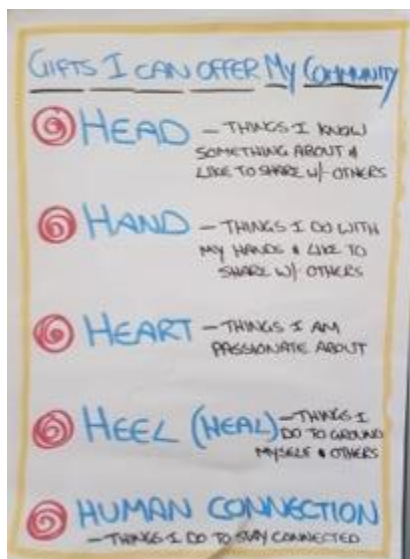 GIFTS I CAN OFFER MY COMMUNITY
HEAD – THINGS I KNOW
SOMETHING ABOUT &
LIKE TO SHARE W/ OTHERS
HAND – THINGS I DO WITH
MY HANDS & LIKE TO
SHARE W/ OTHERS
HEART – THINGS I AM
PASSIONATE ABOUT
HEEL (HEAL) – THINGS I
DO TO GROUND
MYSELF & OTHERS
HUMAN CONNECTION
– THINGS I DO TO STAY CONNECTED